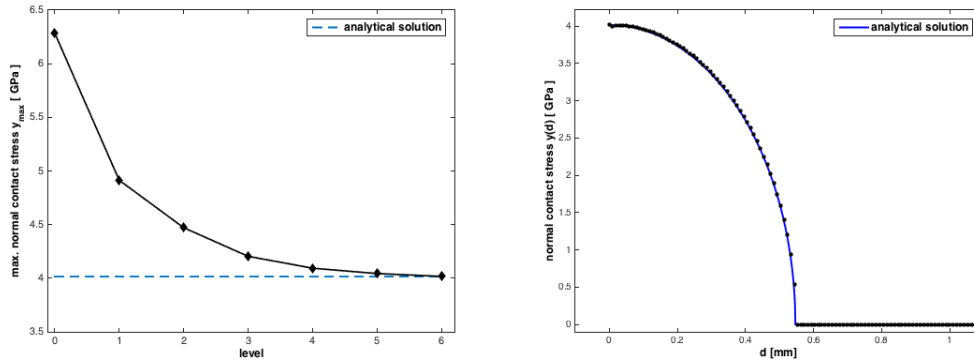 6.5
6
5.5
5
4.5
4
3.5
max. normal contact stress y_max [ GPa ]
analytical solution
0 1 2 3 4 5 6
level
4
3.5
3
2.5
2
1.5
1
0.5
0
normal contact stress y(d) [ GPa ]
analytical solution
0 0.2 0.4 0.6 0.8 1
d [mm]